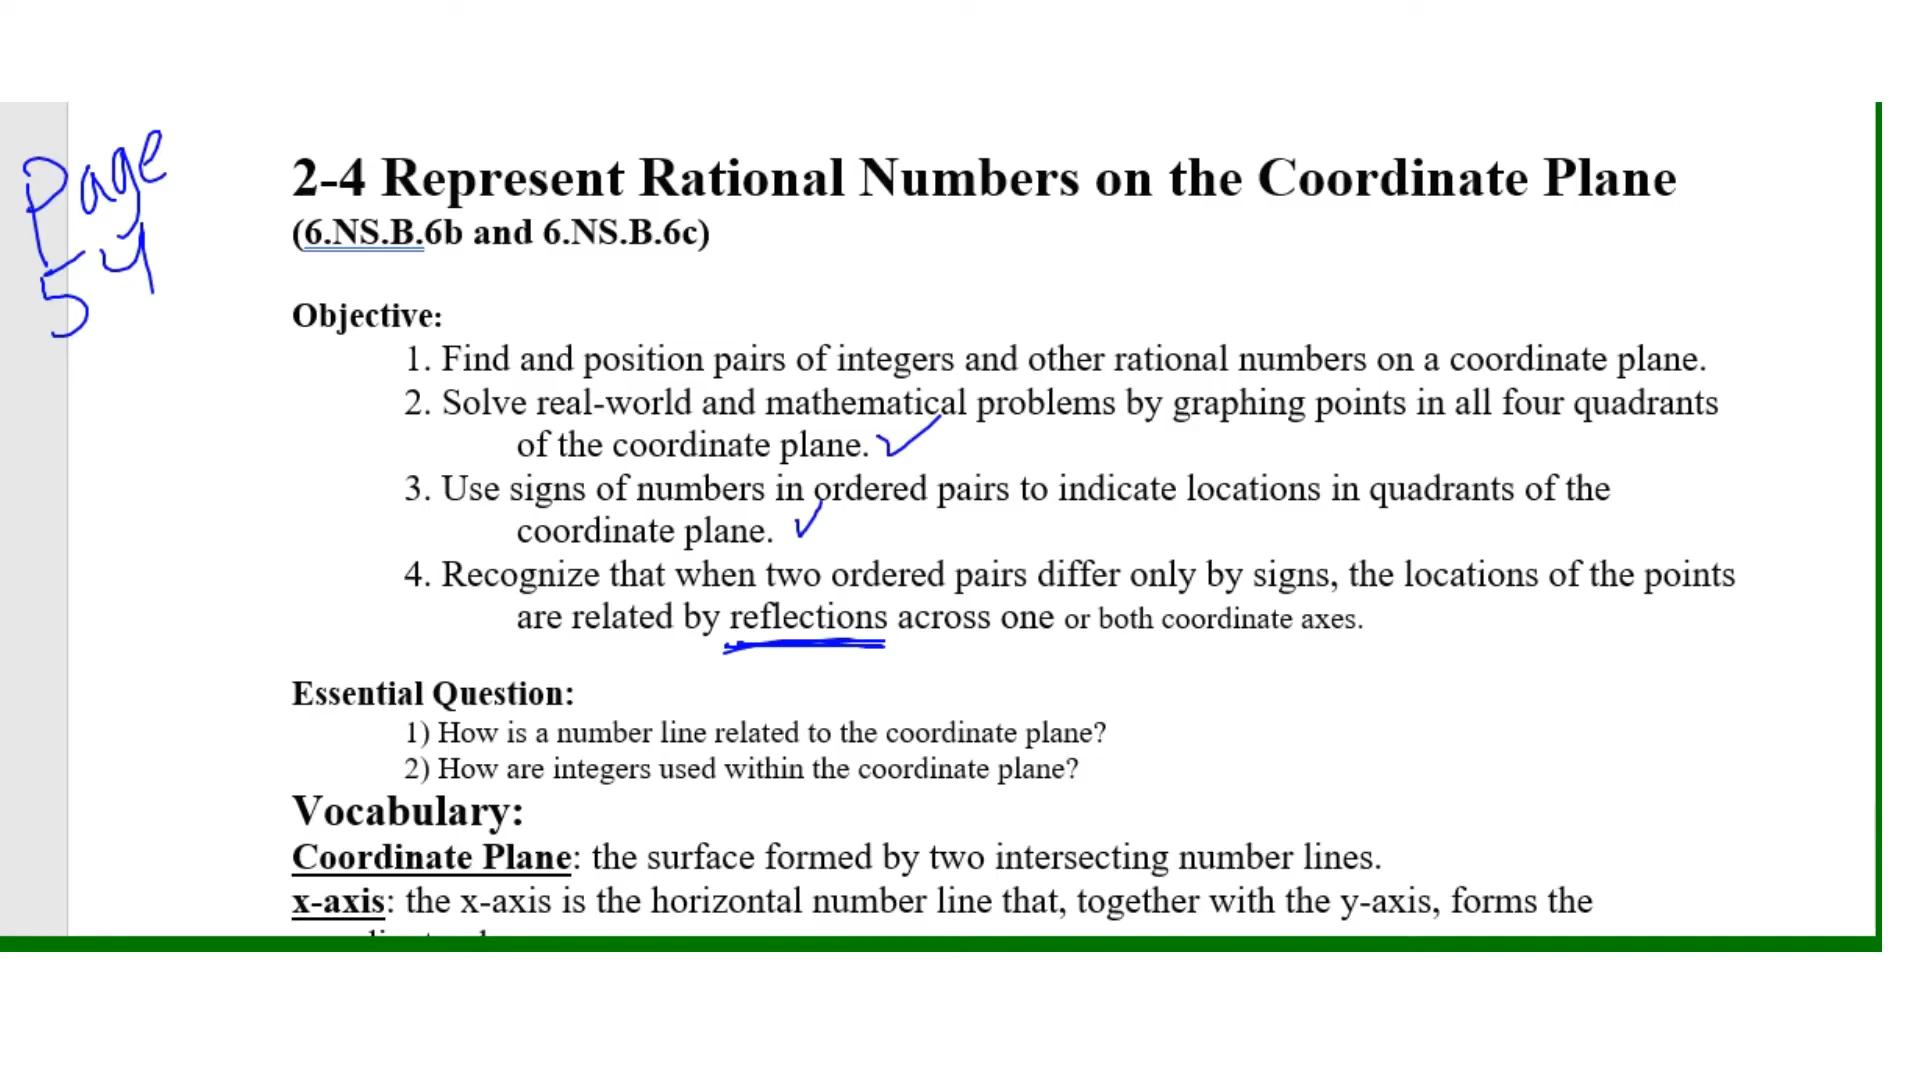 Page
54
2-4 Represent Rational Numbers on the Coordinate Plane
(6.NS.B.6b and 6.NS.B.6c)
Objective:
1. Find and position pairs of integers and other rational numbers on a coordinate plane.
2. Solve real-world and mathematical problems by graphing points in all four quadrants
of the coordinate plane.
3. Use signs of numbers in ordered pairs to indicate locations in quadrants of the
coordinate plane.
4. Recognize that when two ordered pairs differ only by signs, the locations of the points
are related by reflections across one or both coordinate axes.
Essential Question:
1) How is a number line related to the coordinate plane?
2) How are integers used within the coordinate plane?
Vocabulary:
Coordinate Plane: the surface formed by two intersecting number lines.
x-axis: the x-axis is the horizontal number line that, together with the y-axis, forms the